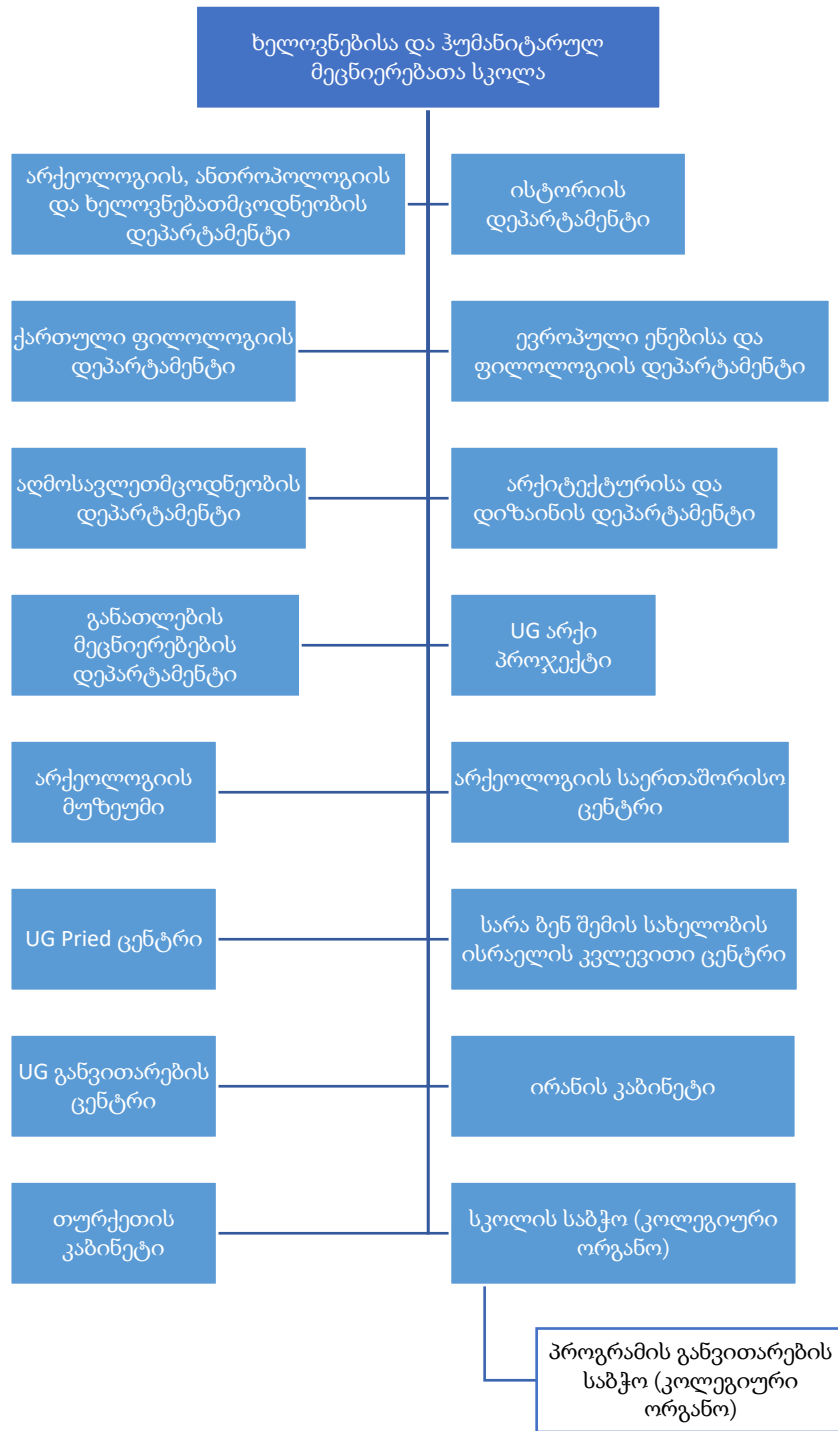 ხელოვნებისა და ჰუმანიტარულ
მეცნიერებათა სკოლა
არქეოლოგიის, ანთროპოლოგიის
და ხელოვნებათმცოდნეობის
დეპარტამენტი
ისტორიის
დეპარტამენტი
ქართული ფილოლოგიის
დეპარტამენტი
ევროპული ენებისა და
ფილოლოგიის დეპარტამენტი
აღმოსავლეთმცოდნეობის
დეპარტამენტი
არქიტექტურისა და
დიზაინის დეპარტამენტი
განათლების
მეცნიერებების
დეპარტამენტი
UG არქი
პროჯექტი
არქეოლოგიის
მუზეუმი
არქეოლოგიის საერთაშორისო
ცენტრი
UG Pried ცენტრი
სარა ბენ შემის სახელობის
ისრაელის კვლევითი ცენტრი
UG განვითარების
ცენტრი
ირანის კაბინეტი
თურქეთის
კაბინეტი
სკოლის საბჭო (კოლეგიური
ორგანო)
პროგრამის განვითარების
საბჭო (კოლეგიური
ორგანო)